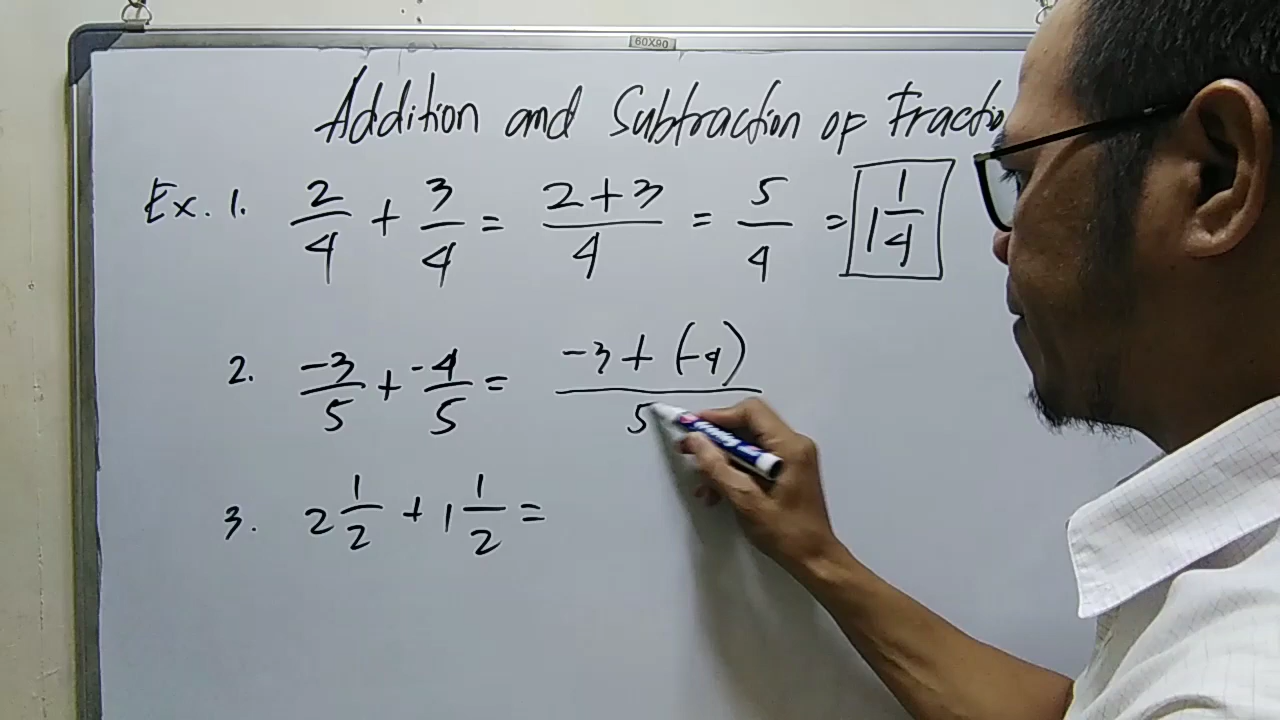 60X90
Addition and Subtraction of Fractio
Ex. 1. 2/4 + 3/4 = 2+3/4 = 5/4 = 1 1/4
2. -3/5 + -4/5 = -3+(-4)/5
3. 2 1/2 + 1 1/2 =